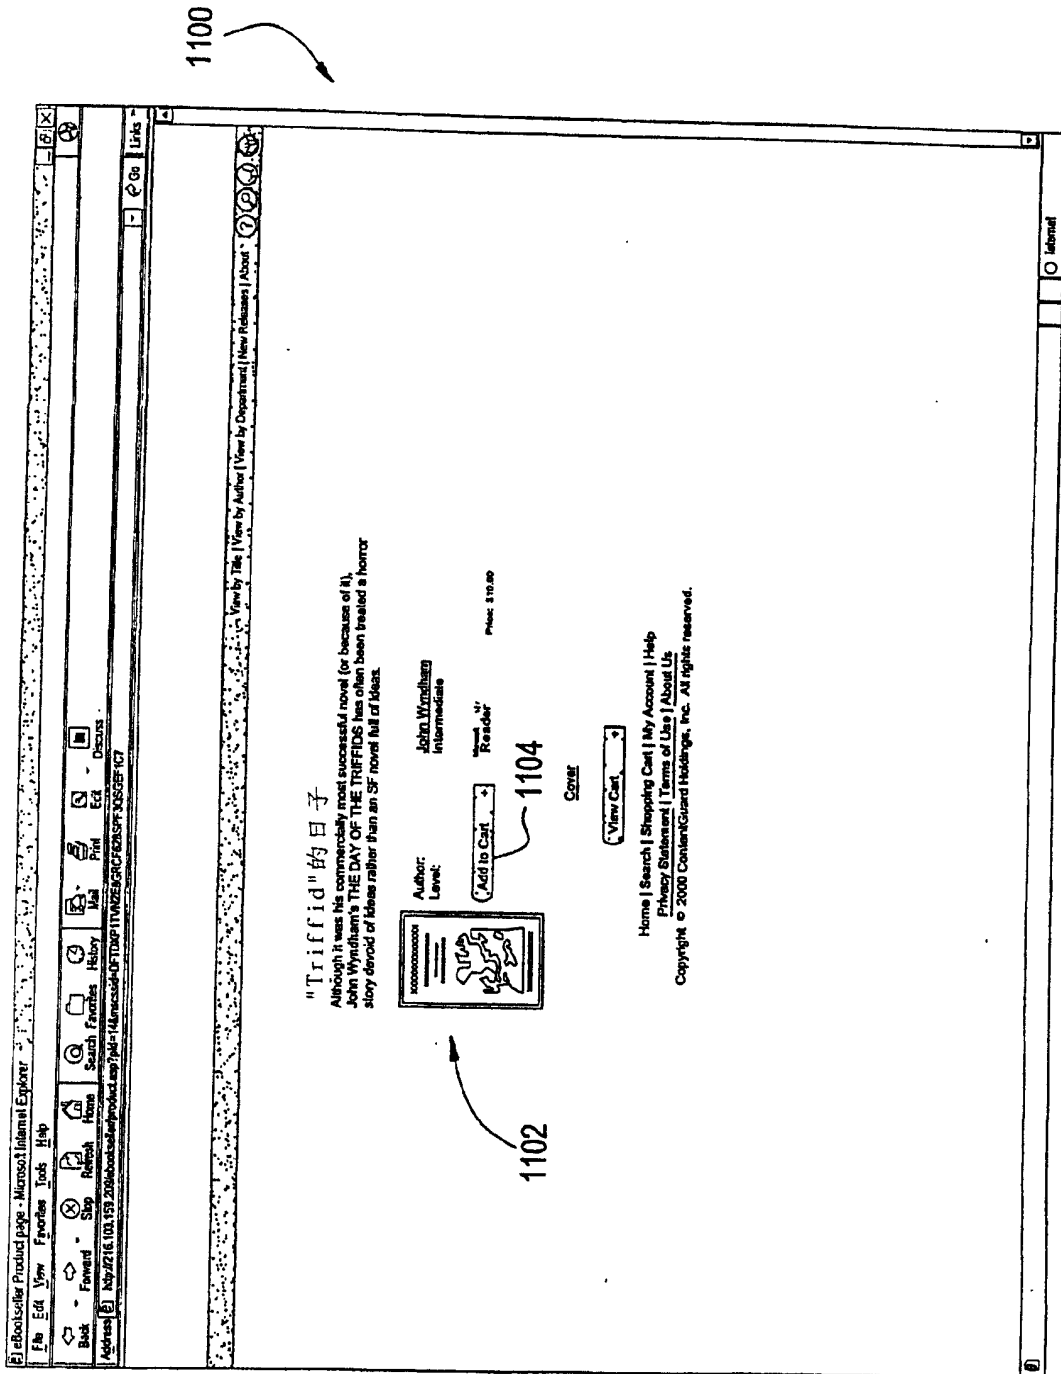 1100
eBookseller Product page - Microsoft Internet Explorer
File Edit View Favorites Tools Help
Back Forward Stop Refresh Home Search Favorites History Mail Print Edit Discuss
Address Go Links
View by Title | View by Author | View by Department | New Releases | About
"Triffid"的日子
Although it was his commercially most successful novel (or because of it),
John Wyndham's THE DAY OF THE TRIFFIDS has often been treated a horror
story devoid of ideas rather than an SF novel full of ideas.
XXXXXXXXXXXXX
Author: John Wyndham
Level: Intermediate
Add to Cart Reader Price: $10.80
1102
1104
Cover
View Cart
Home | Search | Shopping Cart | My Account | Help
Privacy Statement | Terms of Use | About Us
Copyright © 2000 ContentGuard Holdings, Inc. All rights reserved.
Internet